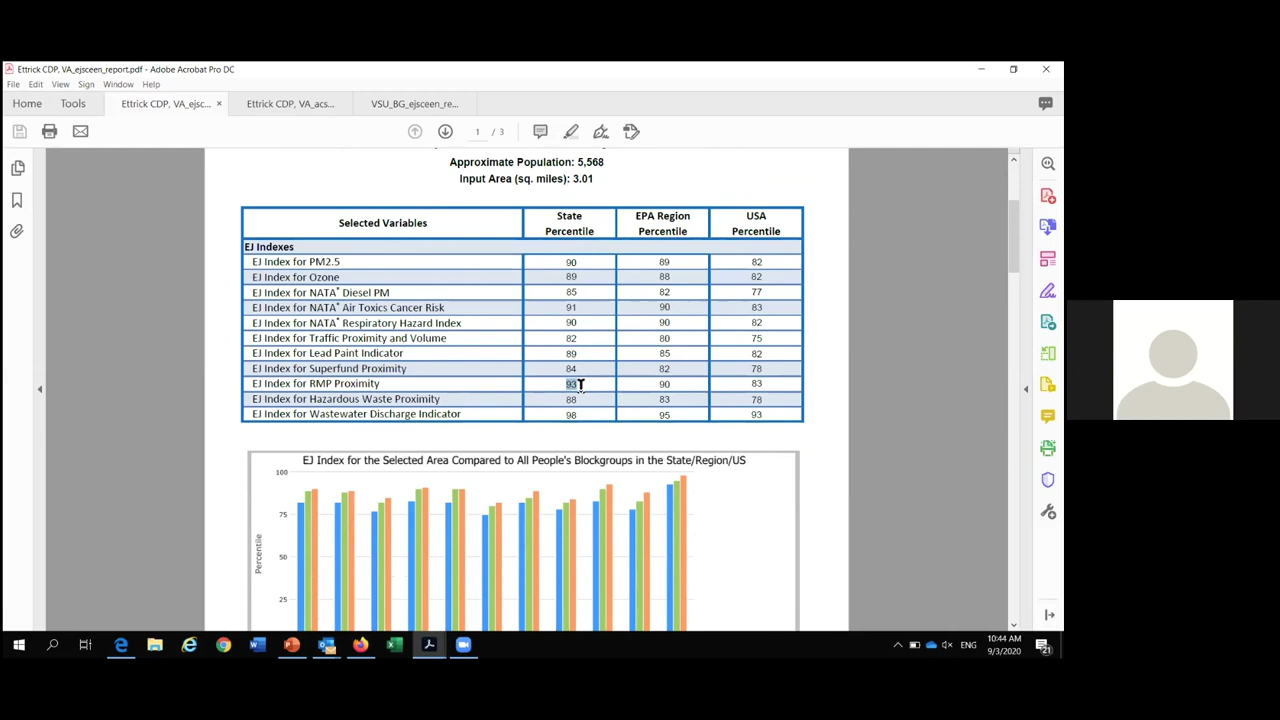 Ettrick CDP, VA_ejsceen_report.pdf - Adobe Acrobat Pro DC
File Edit View Sign Window Help
Home Tools Ettrick CDP, VA_ejsc... × Ettrick CDP, VA_acs... VSU_BG_ejsceen_re...
1 / 3
Approximate Population: 5,568
Input Area (sq. miles): 3.01
Selected Variables State Percentile EPA Region Percentile USA Percentile
EJ Indexes
EJ Index for PM2.5 90 89 82
EJ Index for Ozone 89 88 82
EJ Index for NATA* Diesel PM 85 82 77
EJ Index for NATA* Air Toxics Cancer Risk 91 90 83
EJ Index for NATA* Respiratory Hazard Index 90 90 82
EJ Index for Traffic Proximity and Volume 82 80 75
EJ Index for Lead Paint Indicator 89 85 82
EJ Index for Superfund Proximity 84 82 78
EJ Index for RMP Proximity 93 90 83
EJ Index for Hazardous Waste Proximity 88 83 78
EJ Index for Wastewater Discharge Indicator 98 95 93
EJ Index for the Selected Area Compared to All People's Blockgroups in the State/Region/US
100
75
50
25
Percentile
ENG
10:44 AM
9/3/2020
21